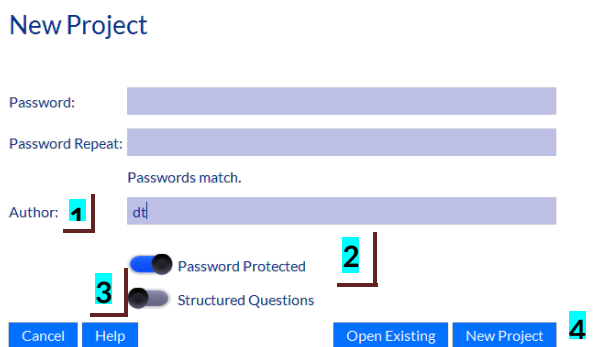 New Project
Password:
Password Repeat:
Passwords match.
Author: 1 dt
2
Password Protected
3
Structured Questions
Cancel Help Open Existing New Project 4